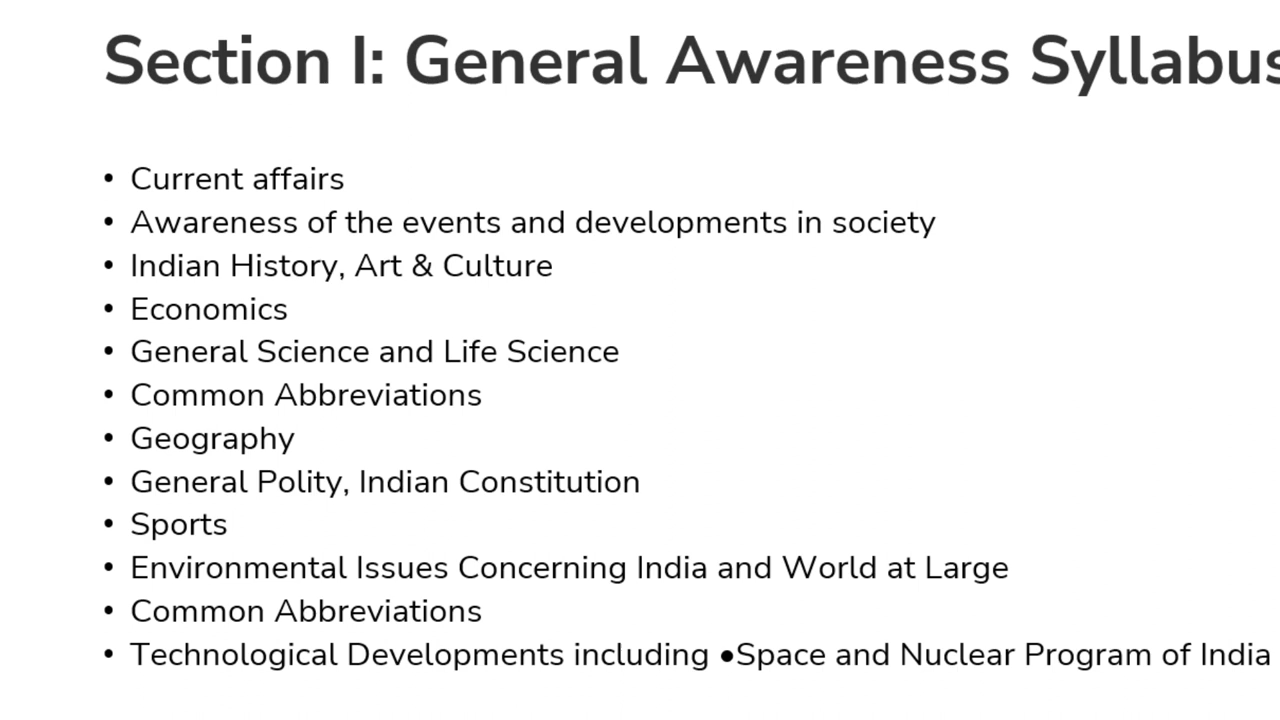 Section I: General Awareness Syllabus
• Current affairs
• Awareness of the events and developments in society
• Indian History, Art & Culture
• Economics
• General Science and Life Science
• Common Abbreviations
• Geography
• General Polity, Indian Constitution
• Sports
• Environmental Issues Concerning India and World at Large
• Common Abbreviations
• Technological Developments including •Space and Nuclear Program of India